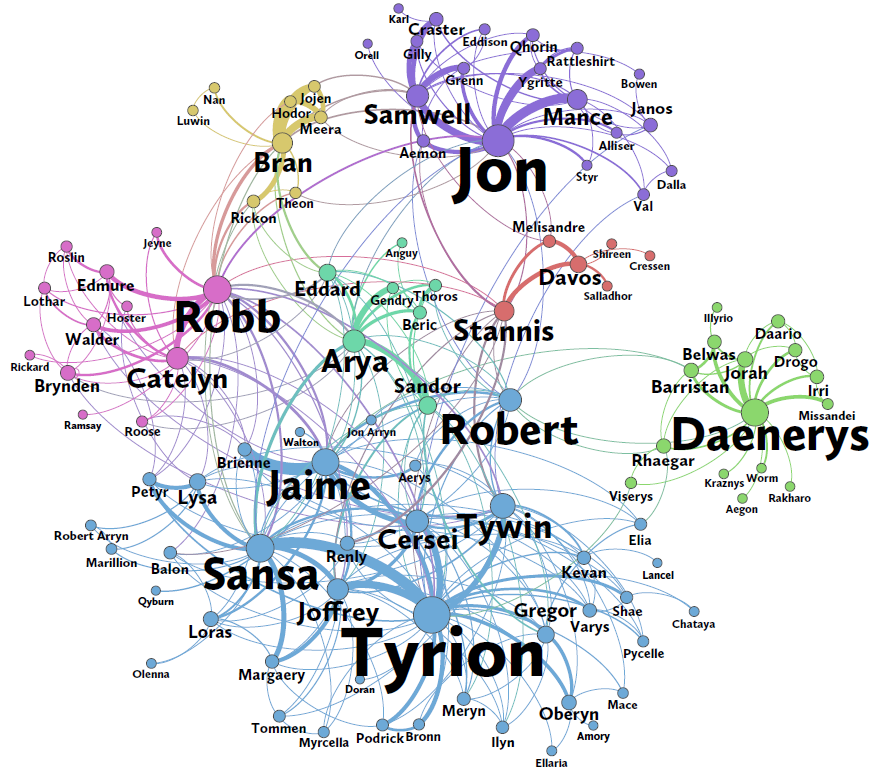 Karl
Craster
Eddison
Qhorin
Orell
Gilly
Rattleshirt
Grenn
Ygritte
Bowen
Nan
Jojen
Hodor
Luwin
Meera
Samwell
Mance
Janos
Aemon
Alliser
Bran
Jon
Styr
Dalla
Val
Rickon
Theon
Melisandre
Jeyne
Roslin
Anguy
Shireen
Cressen
Edmure
Eddard
Davos
Lothar
Gendry
Thoros
Salladhor
Hoster
Robb
Beric
Stannis
Illyrio
Walder
Daario
Rickard
Catelyn
Arya
Belwas
Drogo
Brynden
Sandor
Barristan
Jorah
Irri
Ramsay
Roose
Walton
Jon Arryn
Robert
Daenerys
Missandei
Brienne
Rhaegar
Jaime
Aerys
Viserys
Kraznys
Worm
Petyr
Lysa
Aegon
Rakharo
Robert Arryn
Cersei
Tywin
Elia
Marillion
Balon
Renly
Sansa
Kevan
Lancel
Qyburn
Joffrey
Gregor
Shae
Loras
Varys
Chataya
Tyrion
Pycelle
Olenna
Margaery
Doran
Mace
Tommen
Meryn
Oberyn
Myrcella
Podrick
Bronn
Ilyn
Amory
Ellaria